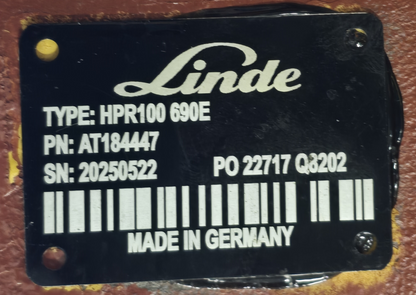 Linde
TYPE: HPR100 690E
PN: AT184447
SN: 20250522 PO 22717 Q8202
MADE IN GERMANY